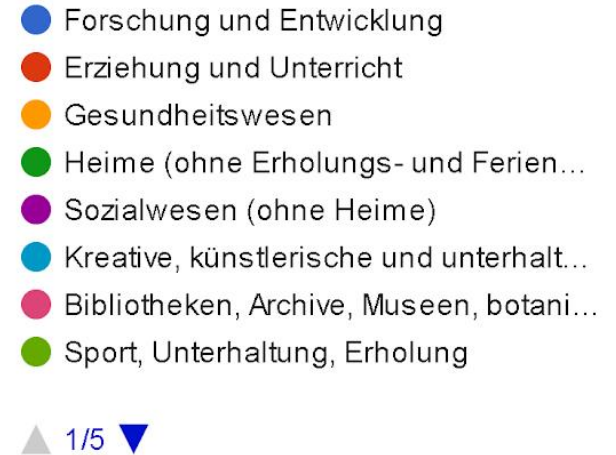 Forschung und Entwicklung
Erziehung und Unterricht
Gesundheitswesen
Heime (ohne Erholungs- und Ferien...
Sozialwesen (ohne Heime)
Kreative, künstlerische und unterhalt...
Bibliotheken, Archive, Museen, botani...
Sport, Unterhaltung, Erholung
1/5